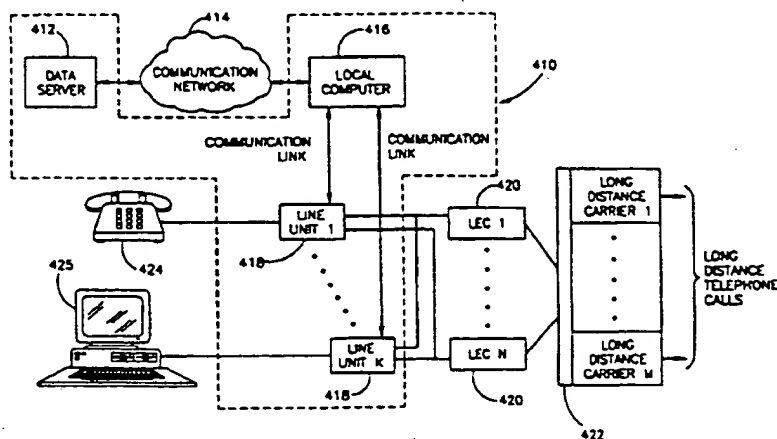 412
DATA
SERVER
414
COMMUNICATION
NETWORK
416
LOCAL
COMPUTER
410
COMMUNICATION
LINK
COMMUNICATION
LINK
424
LINE
UNIT 1
418
420
LEC 1
LONG
DISTANCE
CARRIER 1
LONG
DISTANCE
TELEPHONE
CALLS
425
LINE
UNIT K
418
LEC N
420
LONG
DISTANCE
CARRIER M
422